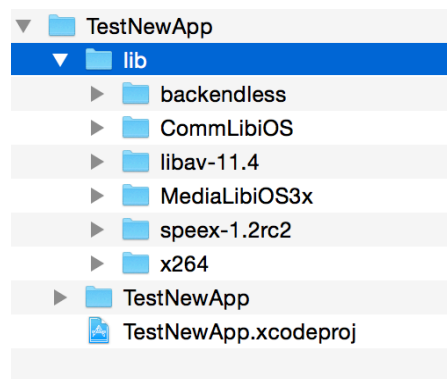 TestNewApp
lib
backendless
CommLibiOS
libav-11.4
MediaLibiOS3x
speex-1.2rc2
x264
TestNewApp
TestNewApp.xcodeproj